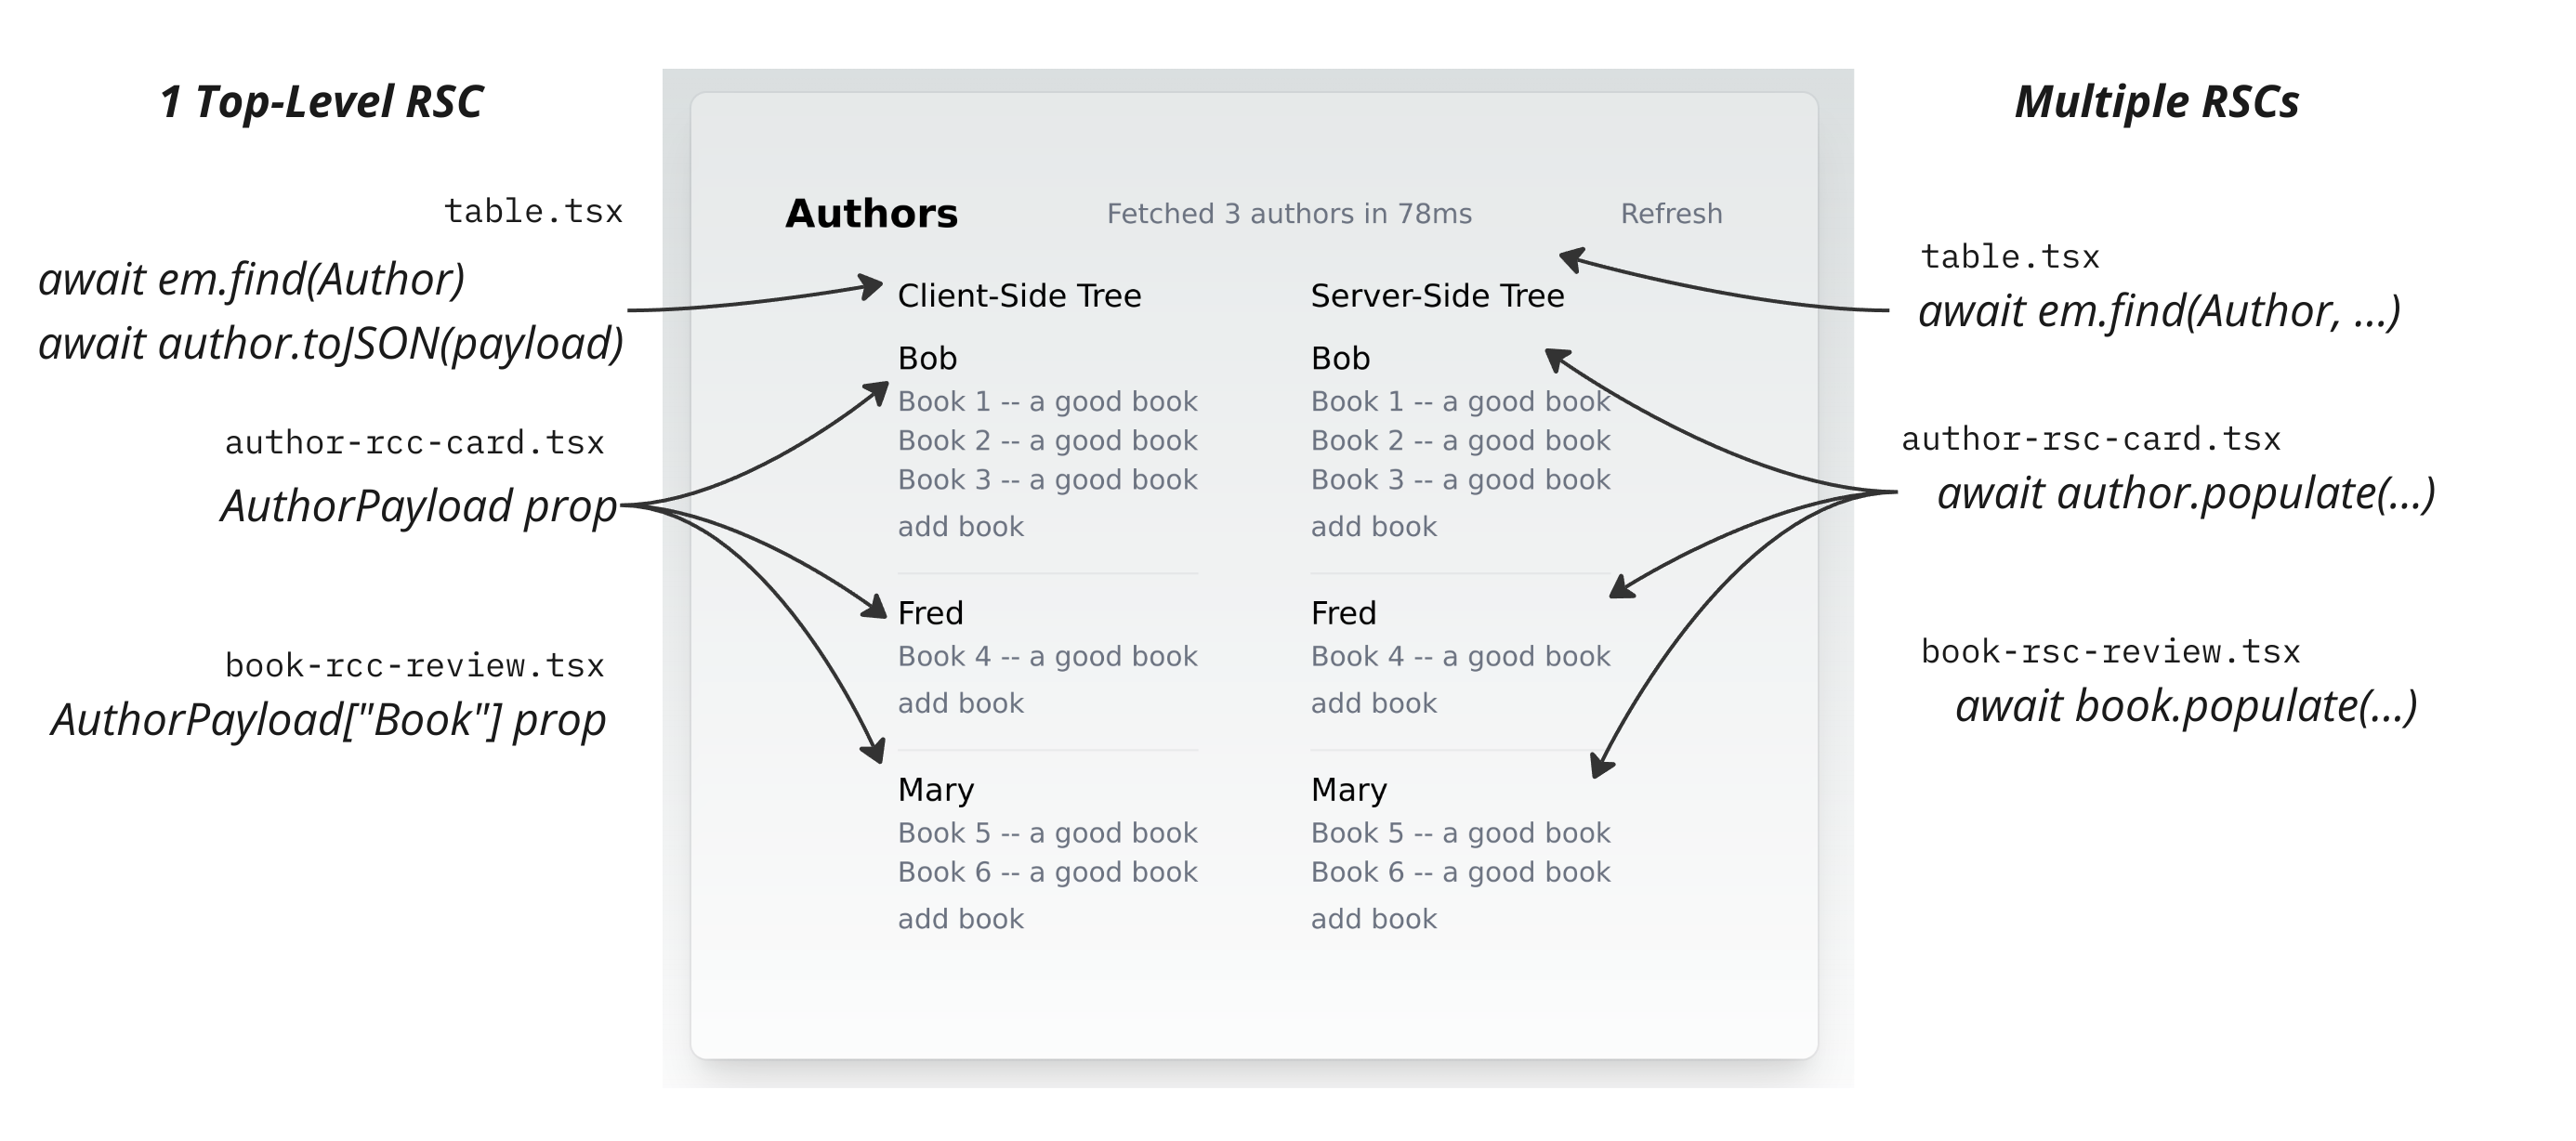 1 Top-Level RSC
table.tsx
await em.find(Author)
await author.toJSON(payload)
author-rcc-card.tsx
AuthorPayload prop
book-rcc-review.tsx
AuthorPayload["Book"] prop
Authors
Fetched 3 authors in 78ms
Refresh
Client-Side Tree
Bob
Book 1 -- a good book
Book 2 -- a good book
Book 3 -- a good book
add book
Fred
Book 4 -- a good book
add book
Mary
Book 5 -- a good book
Book 6 -- a good book
add book
Server-Side Tree
Bob
Book 1 -- a good book
Book 2 -- a good book
Book 3 -- a good book
add book
Fred
Book 4 -- a good book
add book
Mary
Book 5 -- a good book
Book 6 -- a good book
add book
Multiple RSCs
table.tsx
await em.find(Author, ...)
author-rsc-card.tsx
await author.populate(...)
book-rsc-review.tsx
await book.populate(...)